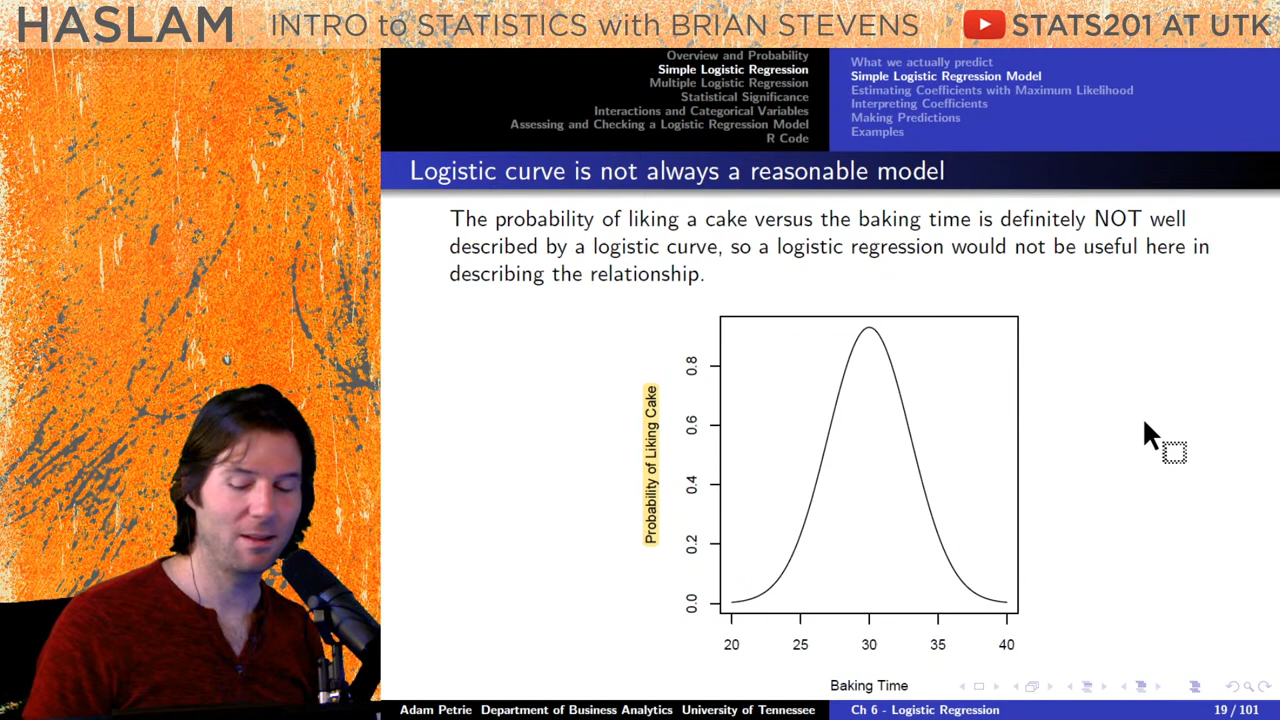 HASLAM INTRO to STATISTICS with BRIAN STEVENS STATS201 AT UTK
Overview and Probability
Simple Logistic Regression
Multiple Logistic Regression
Statistical Significance
Interactions and Categorical Variables
Assessing and Checking a Logistic Regression Model
R Code
What we actually predict
Simple Logistic Regression Model
Estimating Coefficients with Maximum Likelihood
Interpreting Coefficients
Making Predictions
Examples
Logistic curve is not always a reasonable model
The probability of liking a cake versus the baking time is definitely NOT well
described by a logistic curve, so a logistic regression would not be useful here in
describing the relationship.
Probability of Liking Cake
0.8
0.6
0.4
0.2
0.0
20 25 30 35 40
Baking Time
Adam Petrie Department of Business Analytics University of Tennessee Ch 6 - Logistic Regression 19 / 101